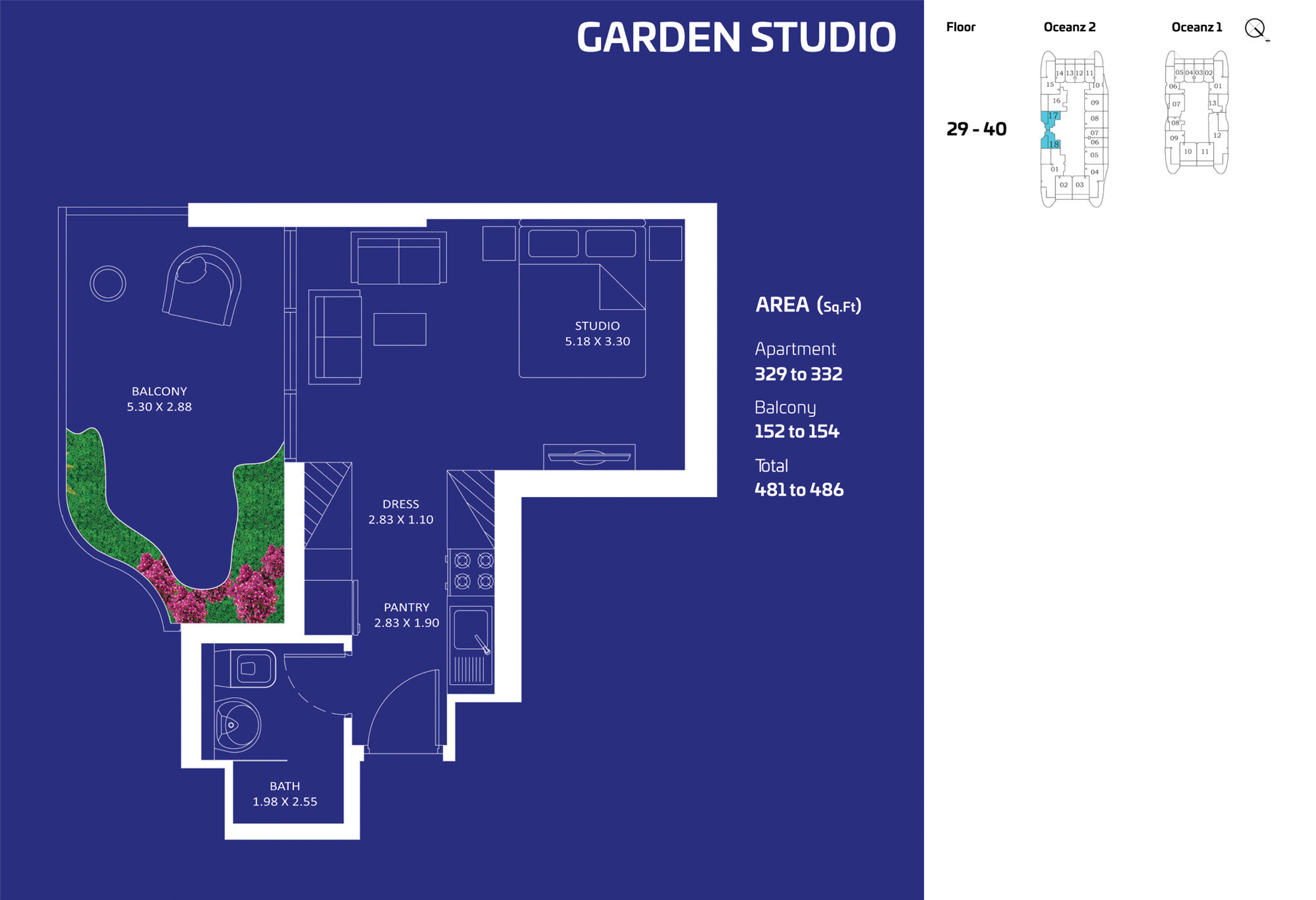 GARDEN STUDIO
Floor
Oceanz 2
Oceanz 1
29 - 40
14 13 12 11
15
10
16
09
17
08
07
18
06
05
01
04
02 03
05 04 03 02
06
01
07
13
08
09
12
10 11
STUDIO
5.18 X 3.30
BALCONY
5.30 X 2.88
DRESS
2.83 X 1.10
PANTRY
2.83 X 1.90
BATH
1.98 X 2.55
AREA (Sq.Ft)
Apartment
329 to 332
Balcony
152 to 154
Total
481 to 486